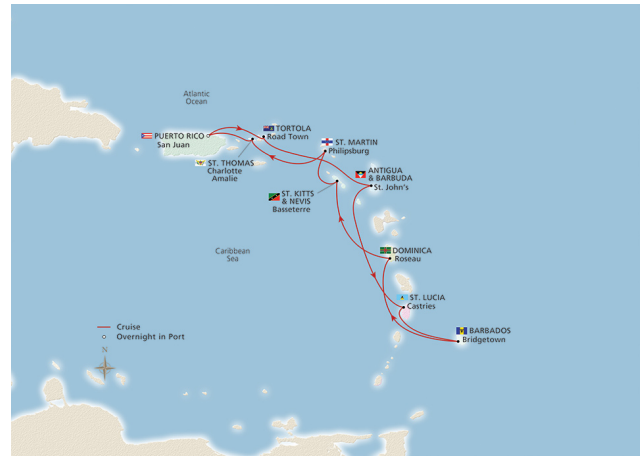 Atlantic
Ocean
PUERTO RICO
San Juan
TORTOLA
Road Town
ST. THOMAS
Charlotte
Amalie
ST. MARTIN
Philipsburg
ANTIGUA
& BARBUDA
St. John's
ST. KITTS
& NEVIS
Basseterre
Caribbean
Sea
DOMINICA
Roseau
ST. LUCIA
Castries
BARBADOS
Bridgetown
Cruise
Overnight in Port
N